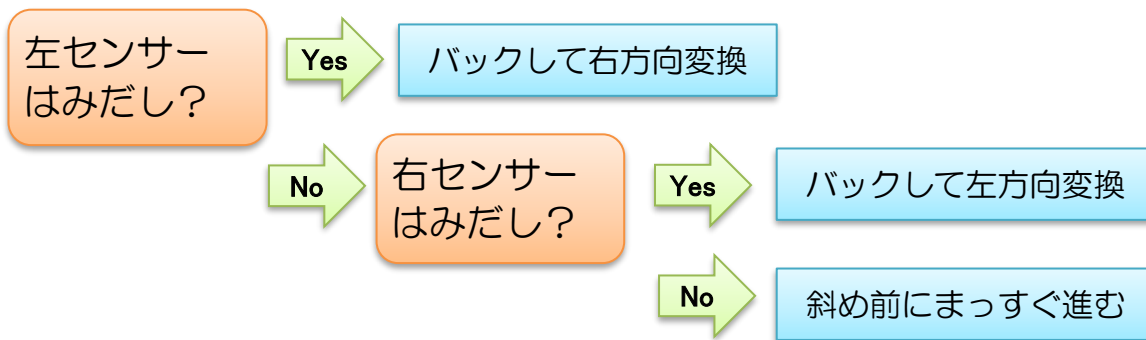 左センサー
はみだし？
Yes
バックして右方向変換
No
右センサー
はみだし？
Yes
バックして左方向変換
No
斜め前にまっすぐ進む